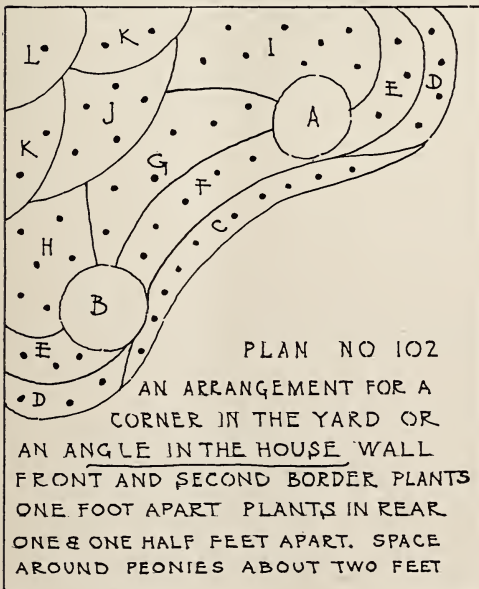 K
I
L
E
D
J
A
K
G
F
C
H
B
E
D
PLAN NO 102
AN ARRANGEMENT FOR A
CORNER IN THE YARD OR
AN ANGLE IN THE HOUSE WALL
FRONT AND SECOND BORDER PLANTS
ONE FOOT APART PLANTS IN REAR
ONE & ONE HALF FEET APART. SPACE
AROUND PEONIES ABOUT TWO FEET